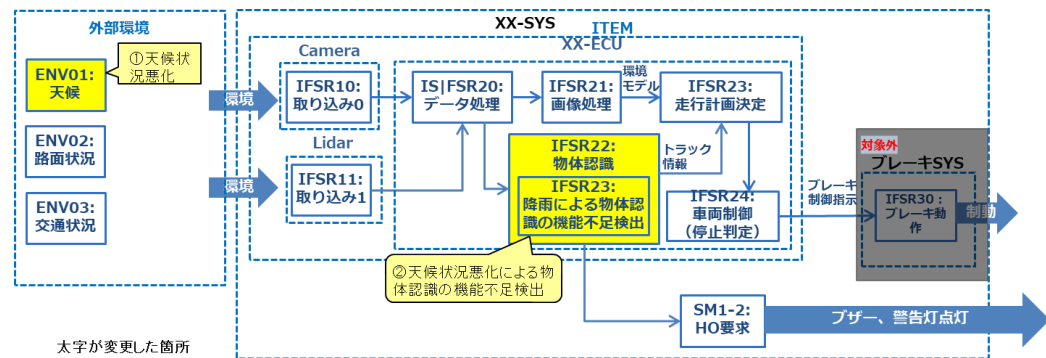 外部環境
ENV01:
天候
①天候状
況悪化
ENV02:
路面状況
ENV03:
交通状況
太字が変更した箇所
環境
環境
XX-SYS
ITEM
XX-ECU
Camera
IFSR10:
取り込み0
Lidar
IFSR11:
取り込み1
IS|FSR20:
データ処理
IFSR21:
画像処理
環境
モデル
IFSR23:
走行計画決定
IFSR22:
物体認識
IFSR23:
降雨による物体認
識の機能不足検出
トラック
情報
IFSR24:
車両制御
（停止判定）
②天候状況悪化による物
体認識の機能不足検出
ブレーキ
制御指示
対象外
ブレーキSYS
IFSR30：
ブレーキ動
作
制動
SM1-2:
HO要求
ブザー、警告灯点灯